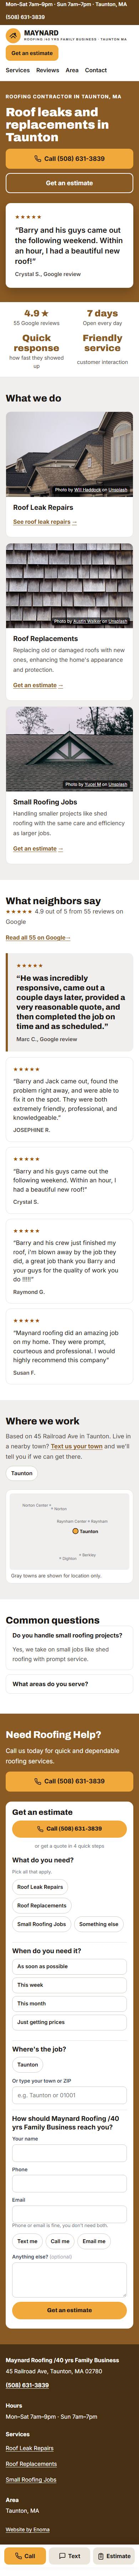 Mon–Sat 7am–9pm · Sun 7am–7pm · Taunton, MA
(508) 631-3839
MAYNARD
ROOFING /40 YRS FAMILY BUSINESS · TAUNTON MA
Get an estimate
Services Reviews Area Contact
ROOFING CONTRACTOR IN TAUNTON, MA
Roof leaks and
replacements in
Taunton
Call (508) 631-3839
Get an estimate
★★★★★
“Barry and his guys came out
the following weekend. Within
an hour, I had a beautiful new
roof!”
Crystal S., Google review
4.9 ★
55 Google reviews
7 days
Open every day
Quick
response
how fast they showed
up
Friendly
service
customer interaction
What we do
Photo by Will Haddock on Unsplash
Roof Leak Repairs
See roof leak repairs →
Photo by Austin Walker on Unsplash
Roof Replacements
Replacing old or damaged roofs with new
ones, enhancing the home's appearance
and protection.
Get an estimate →
Photo by Yucel M on Unsplash
Small Roofing Jobs
Handling smaller projects like shed
roofing with the same care and efficiency
as larger jobs.
Get an estimate →
What neighbors say
★★★★★ 4.9 out of 5 from 55 reviews on
Google
Read all 55 on Google→
★★★★★
“He was incredibly
responsive, came out a
couple days later, provided a
very reasonable quote, and
then completed the job on
time and as scheduled.”
Marc C., Google review
★★★★★
“Barry and Jack came out, found the
problem right away, and were able to
fix it on the spot. They were both
extremely friendly, professional, and
knowledgeable.”
JOSEPHINE R.
★★★★★
“Barry and his guys came out the
following weekend. Within an hour, I
had a beautiful new roof!”
Crystal S.
★★★★★
“Barry and his crew just finished my
roof, i'm blown away by the job they
did, a great job thank you Barry and
your guys for the quality of work you
do !!!!!”
Raymond G.
★★★★★
“Maynard roofing did an amazing job
on my home. They were prompt,
courteous and professional. I would
highly recommend this company”
Susan F.
Where we work
Based on 45 Railroad Ave in Taunton. Live in
a nearby town? Text us your town and we'll
tell you if we can get there.
Taunton
Norton Center
Norton
Raynham Center
Raynham
Taunton
Berkley
Dighton
Gray towns are shown for location only.
Common questions
Do you handle small roofing projects?
Yes, we take on small jobs like shed
roofing with prompt service.
What areas do you serve?
Need Roofing Help?
Call us today for quick and dependable
roofing services.
Call (508) 631-3839
Get an estimate
Call (508) 631-3839
or get a quote in 4 quick steps
What do you need?
Pick all that apply.
Roof Leak Repairs
Roof Replacements
Small Roofing Jobs
Something else
When do you need it?
As soon as possible
This week
This month
Just getting prices
Where's the job?
Taunton
Or type your town or ZIP
e.g. Taunton or 01001
How should Maynard Roofing /40
yrs Family Business reach you?
Your name
Phone
Email
Phone or email is fine, you don't need both.
Text me
Call me
Email me
Anything else? (optional)
Get an estimate
Maynard Roofing /40 yrs Family Business
45 Railroad Ave, Taunton, MA 02780
(508) 631-3839
Hours
Mon–Sat 7am–9pm · Sun 7am–7pm
Services
Roof Leak Repairs
Roof Replacements
Small Roofing Jobs
Area
Taunton, MA
Website by Enoma
Call
Text
Estimate